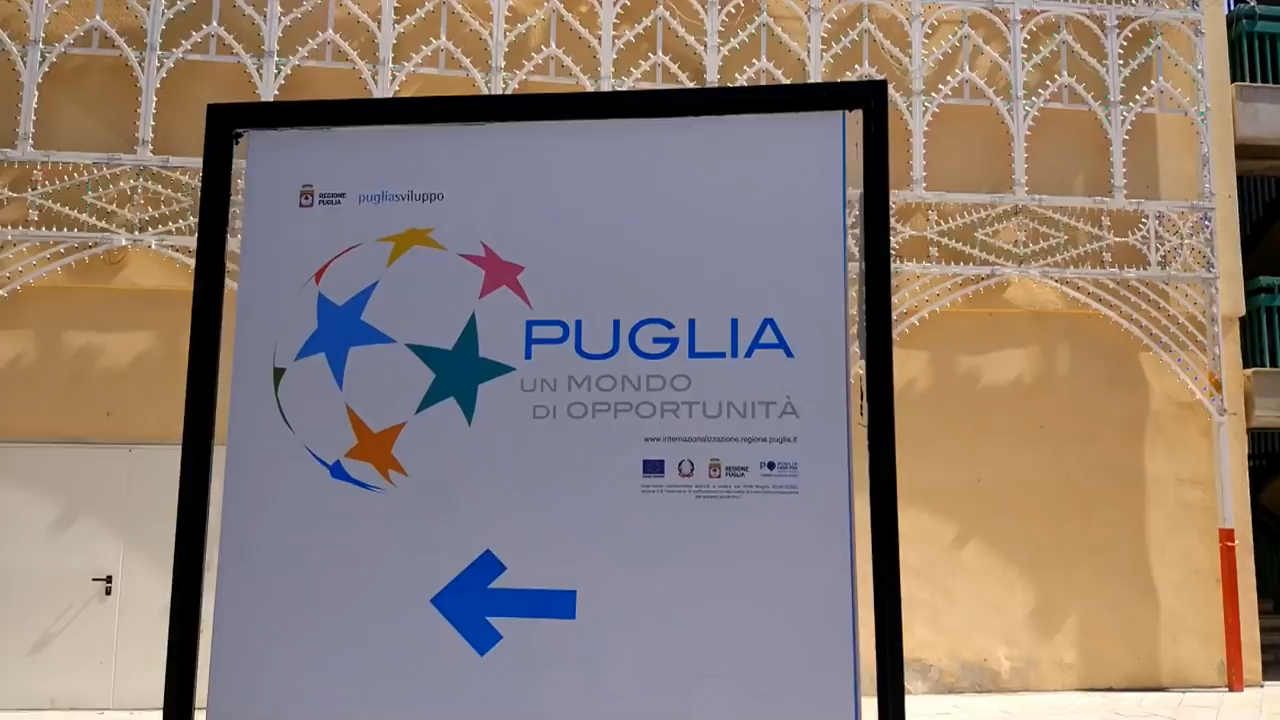 REGIONE
PUGLIA
pugliasviluppo
PUGLIA
UN MONDO
DI OPPORTUNITÀ
www.internazionalizzazione.regione.puglia.it
REGIONE
PUGLIA